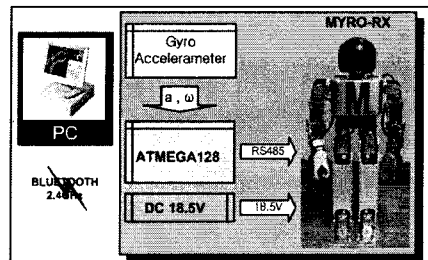 MYRO-RX
Gyro
Accelerameter
a , ω
PC
ATMEGA128
RS485
BLUETOOTH
2.4GHz
DC 18.5V
18.5V